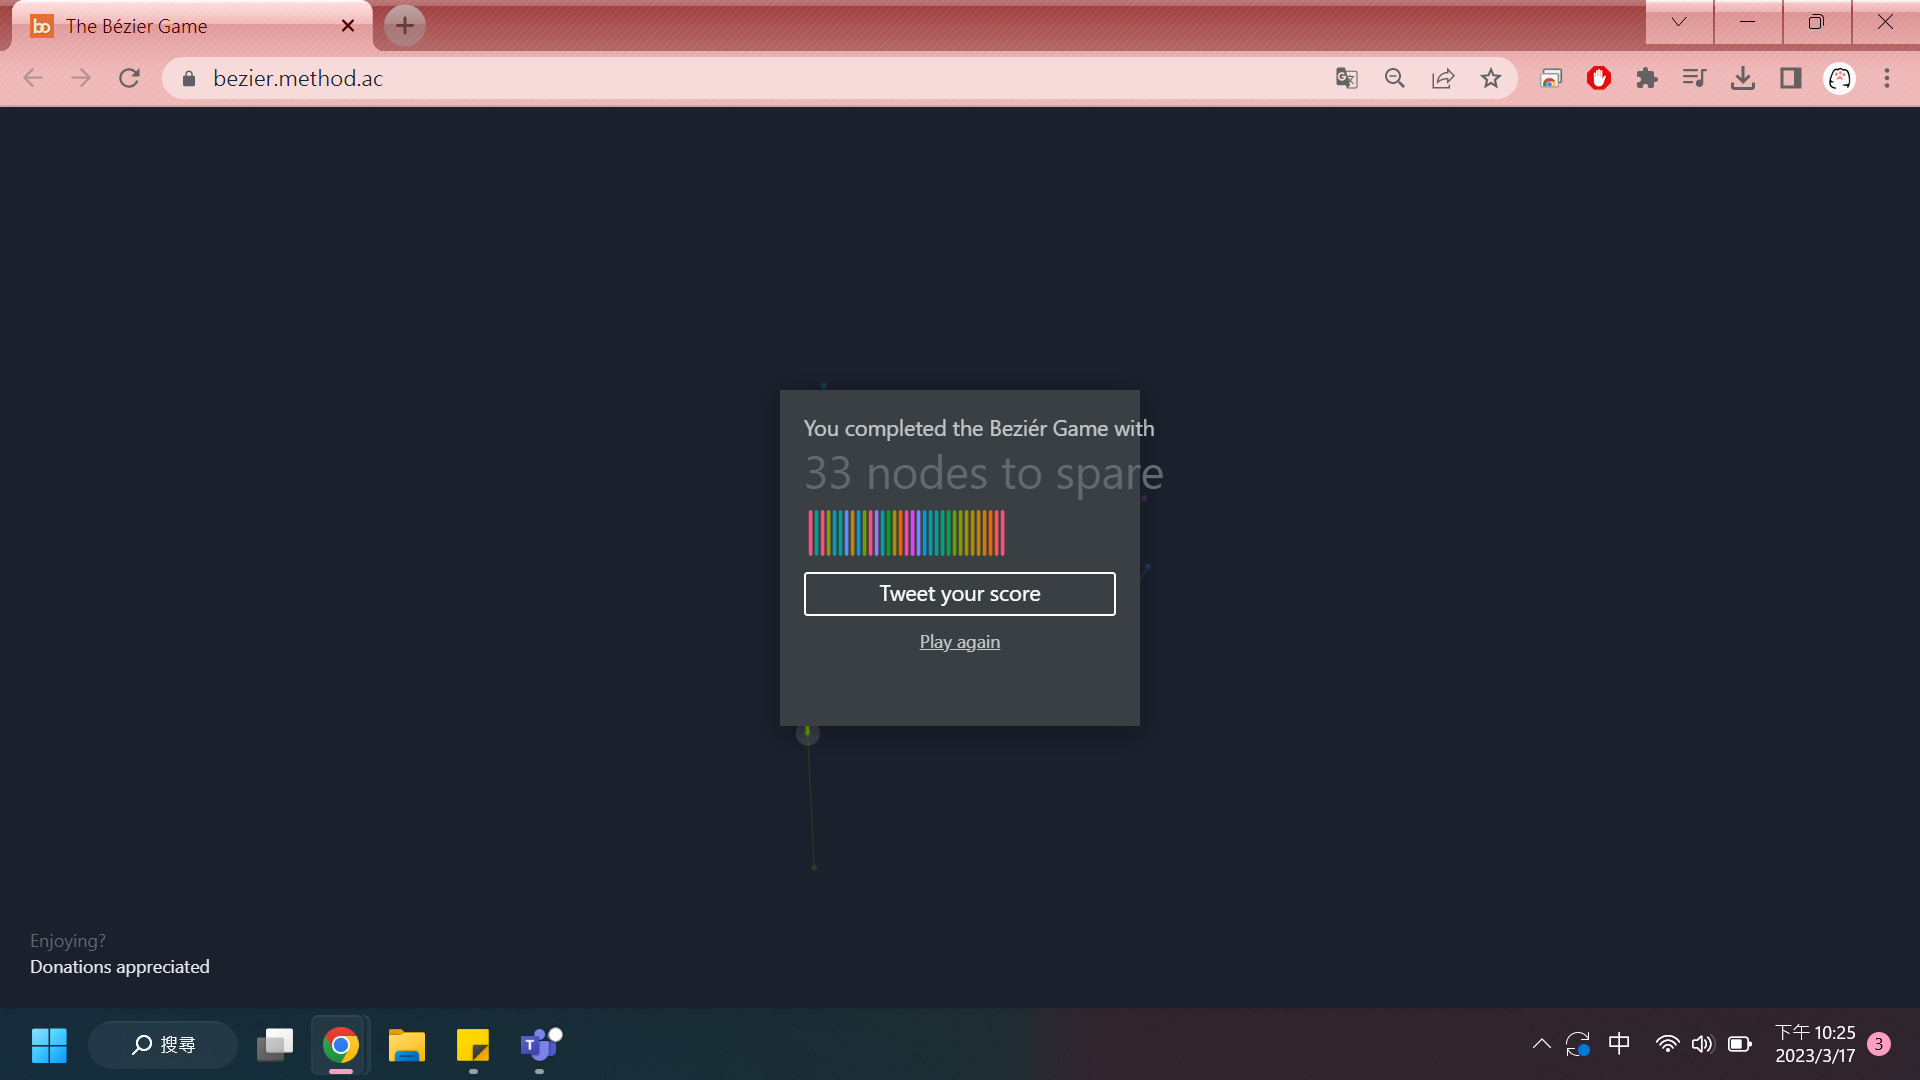 The Bézier Game
bezier.method.ac
You completed the Beziér Game with
33 nodes to spare
Tweet your score
Play again
Enjoying?
Donations appreciated
搜尋
中
下午 10:25
2023/3/17
3